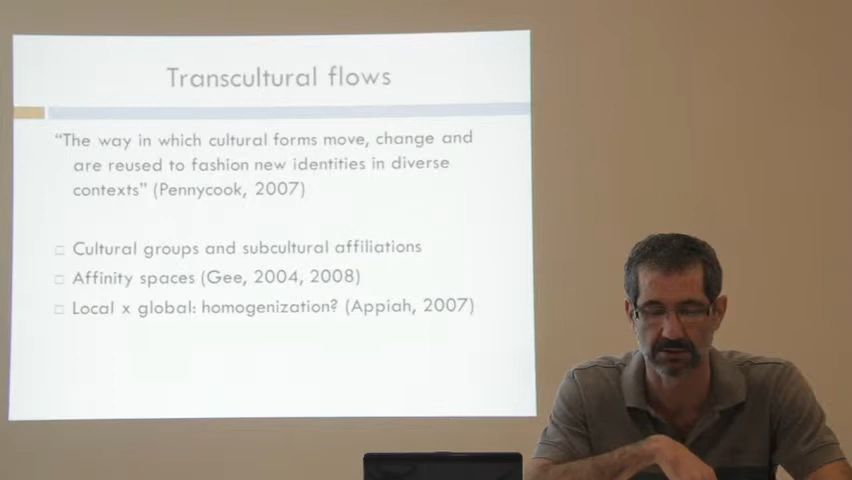 Transcultural flows
"The way in which cultural forms move, change and
are reused to fashion new identities in diverse
contexts" (Pennycook, 2007)
Cultural groups and subcultural affiliations
Affinity spaces (Gee, 2004, 2008)
Local x global: homogenization? (Appiah, 2007)